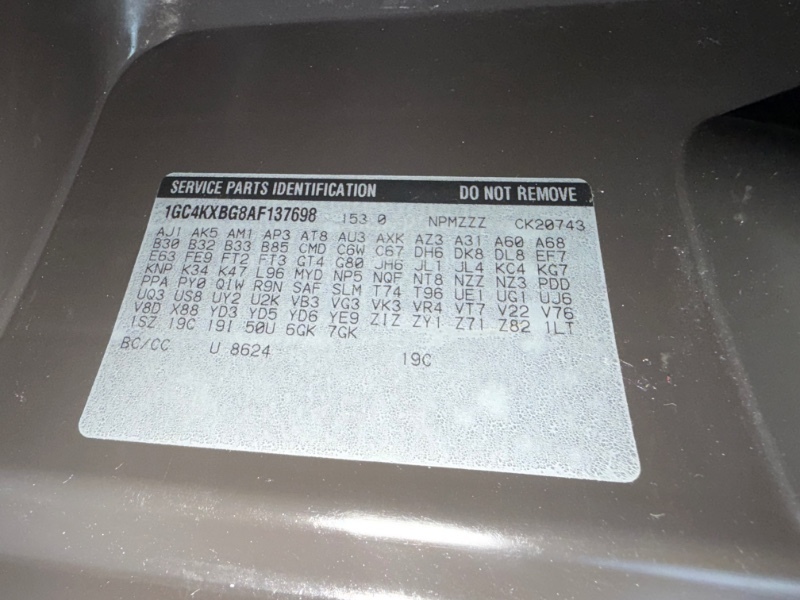 SERVICE PARTS IDENTIFICATION DO NOT REMOVE
1GC4KXBG8AF137698 153 0 NPMZZZ CK20743
AJ1 AK5 AM1 AP3 AT8 AU3 AXK AZ3 A31 A60 A68
B30 B32 B33 B85 CMD C6W C67 DH6 DK8 DL8 EF7
E63 FE9 FT2 FT3 GT4 G80 JH6 JL1 JL4 KC4 KG7
KNP K34 K47 L96 MYD NP5 NQF NT8 NZZ NZ3 PDD
PPA PY0 Q1W R9N SAF SLM T74 T96 UE1 UG1 UJ6
UQ3 US8 UY2 U2K VB3 VG3 VK3 VR4 VT7 V22 V76
V8D X88 YD3 YD5 YD6 YE9 Z1Z ZY1 Z71 Z82 1LT
1SZ 19C 19I 50U 6GK 7GK
BC/CC U 8624 19C